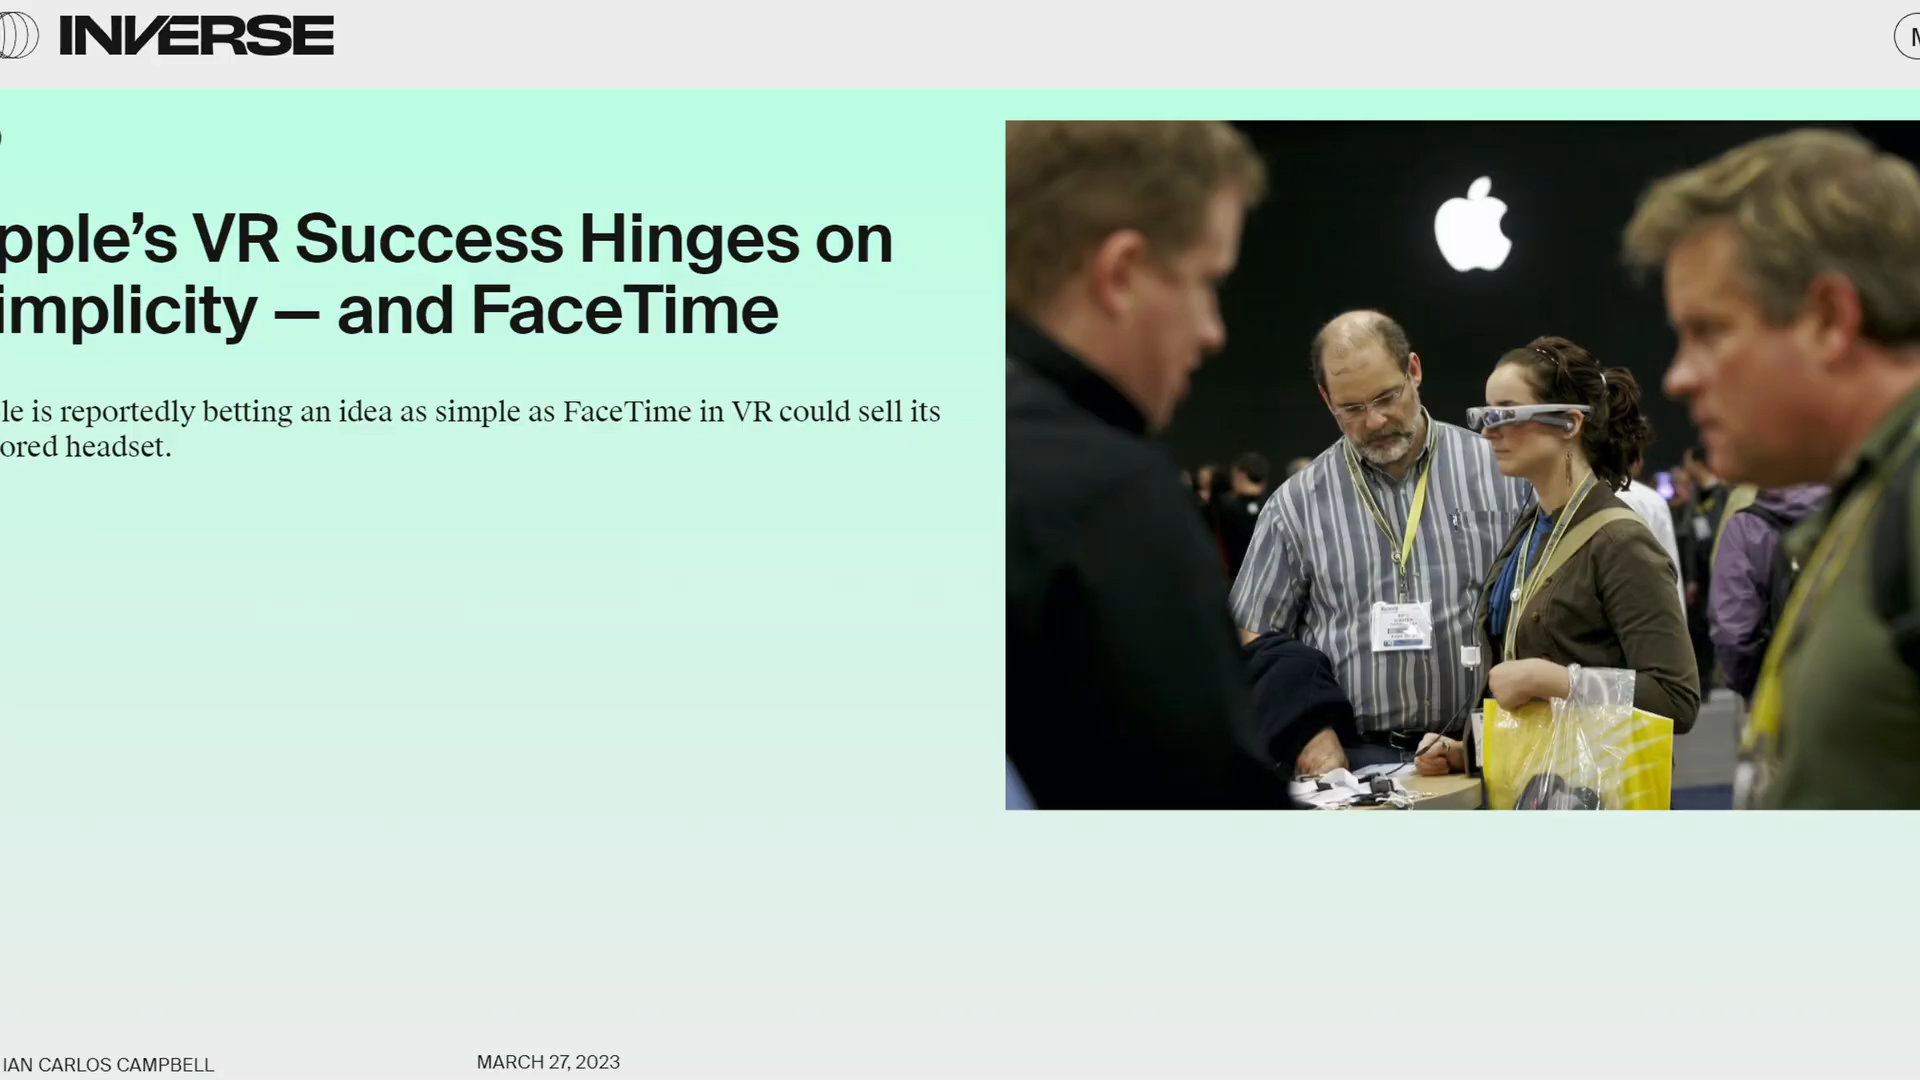 INVERSE
pple’s VR Success Hinges on
implicity — and FaceTime
le is reportedly betting an idea as simple as FaceTime in VR could sell its
ored headset.
IAN CARLOS CAMPBELL
MARCH 27, 2023